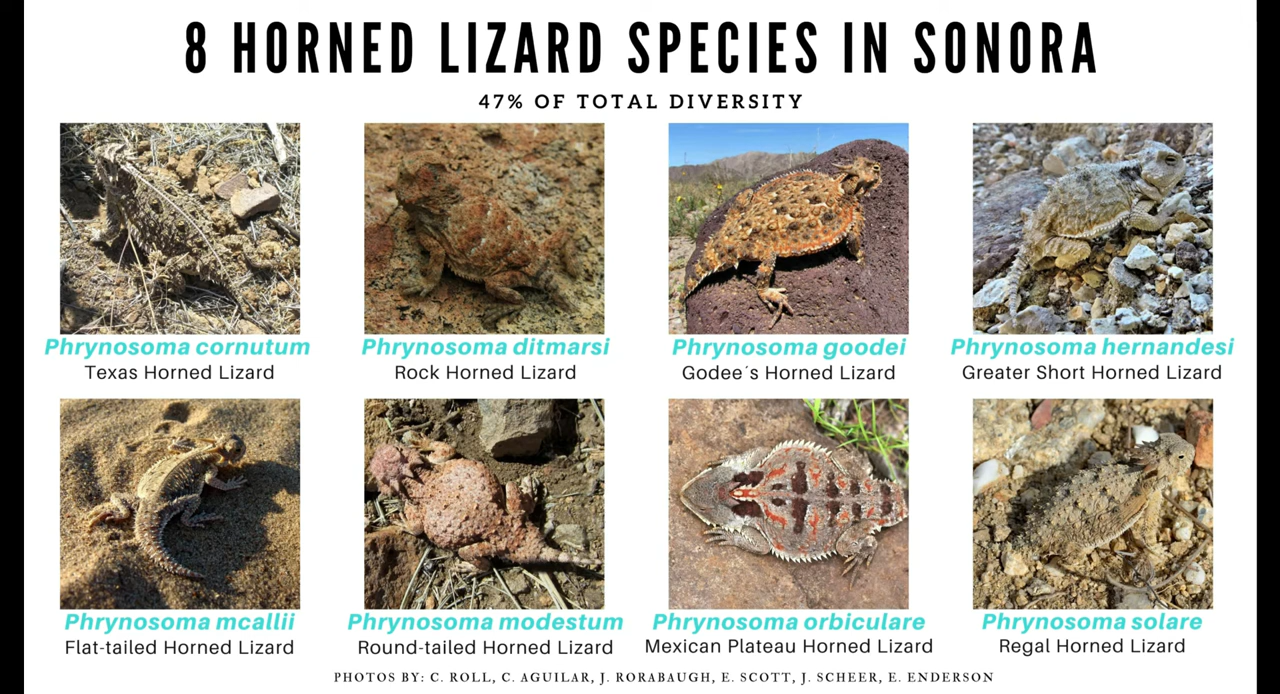 8 HORNED LIZARD SPECIES IN SONORA
47% OF TOTAL DIVERSITY
Phrynosoma cornutum
Texas Horned Lizard
Phrynosoma ditmarsi
Rock Horned Lizard
Phrynosoma goodei
Godee´s Horned Lizard
Phrynosoma hernandesi
Greater Short Horned Lizard
Phrynosoma mcallii
Flat-tailed Horned Lizard
Phrynosoma modestum
Round-tailed Horned Lizard
Phrynosoma orbiculare
Mexican Plateau Horned Lizard
Phrynosoma solare
Regal Horned Lizard
PHOTOS BY: C. ROLL, C. AGUILAR, J. RORABAUGH, E. SCOTT, J. SCHEER, E. ENDERSON